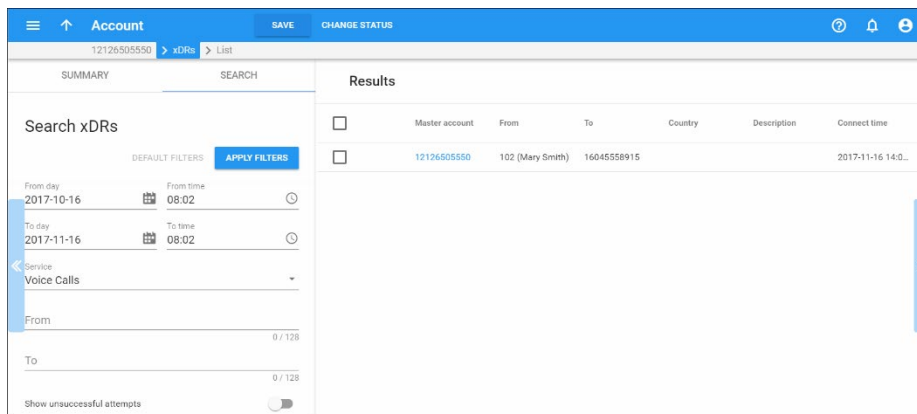 Account SAVE CHANGE STATUS
12126505550 xDRs List
SUMMARY SEARCH
Search xDRs
DEFAULT FILTERS APPLY FILTERS
From day From time
2017-10-16 08:02
To day To time
2017-11-16 08:02
Service
Voice Calls
From
0 / 128
To
0 / 128
Show unsuccessful attempts
Results
Master account From To Country Description Connect time
12126505550 102 (Mary Smith) 16045558915 2017-11-16 14:0...